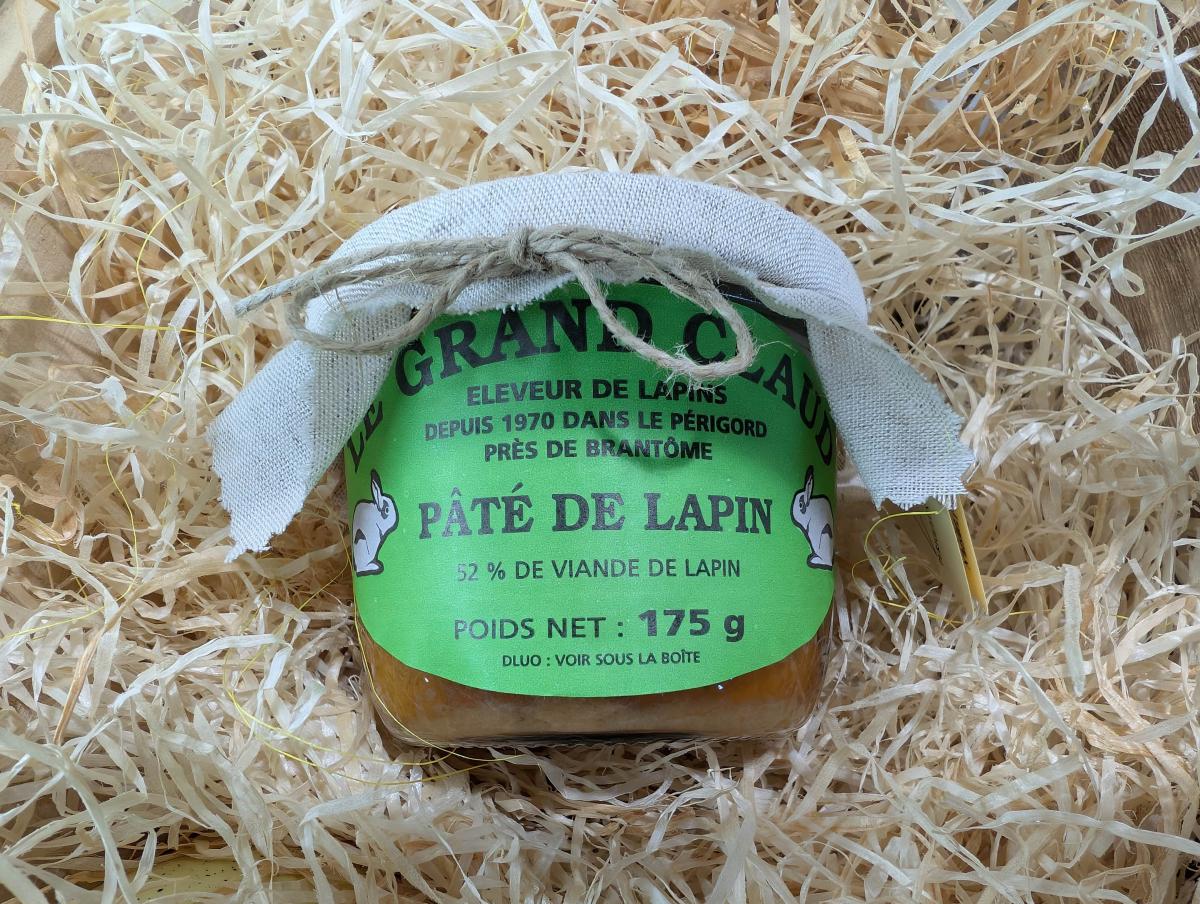 LE GRAND CLAUD
ELEVEUR DE LAPINS
DEPUIS 1970 DANS LE PÉRIGORD
PRÈS DE BRANTÔME
PÂTÉ DE LAPIN
52 % DE VIANDE DE LAPIN
POIDS NET : 175 g
DLUO : VOIR SOUS LA BOÎTE